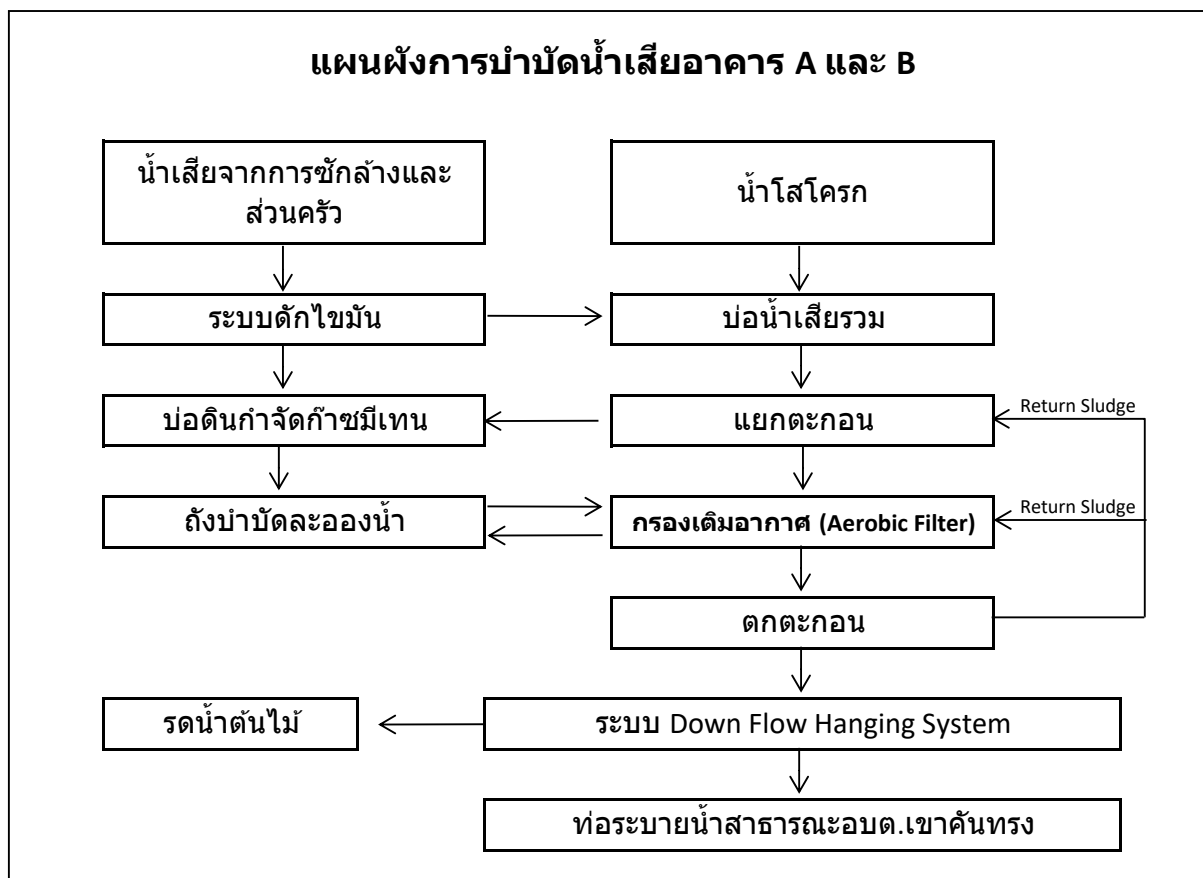 แผนผังการบำบัดน้ำเสียอาคาร A และ B
น้ำเสียจากการซักล้างและ
ส่วนครัว
น้ำโสโครก
ระบบดักไขมัน
บ่อน้ำเสียรวม
บ่อดินกำจัดก๊าซมีเทน
แยกตะกอน
Return Sludge
ถังบำบัดละอองน้ำ
กรองเติมอากาศ (Aerobic Filter)
Return Sludge
ตกตะกอน
รดน้ำต้นไม้
ระบบ Down Flow Hanging System
ท่อระบายน้ำสาธารณะอบต.เขาคันทรง